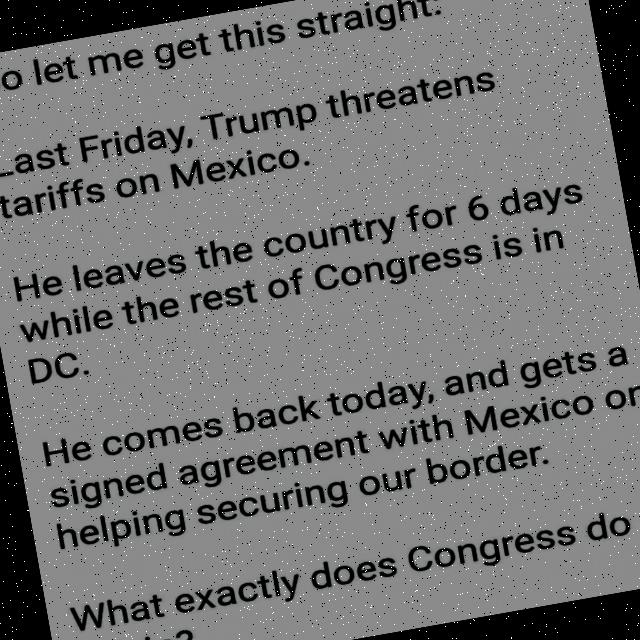 o let me get this straight.
Last Friday, Trump threatens
tariffs on Mexico.
He leaves the country for 6 days
while the rest of Congress is in
DC.
He comes back today, and gets a
signed agreement with Mexico on
helping securing our border.
What exactly does Congress do